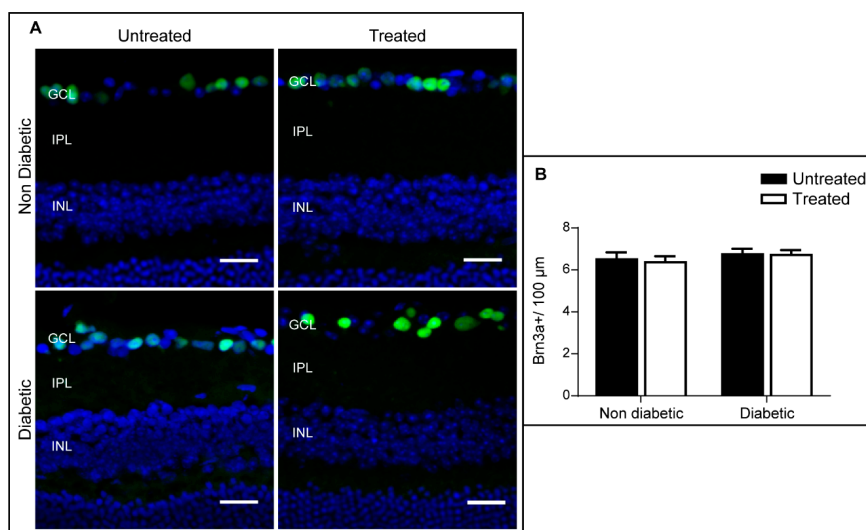 A
Untreated
Treated
Non Diabetic
GCL
IPL
INL
GCL
IPL
INL
Diabetic
GCL
IPL
INL
GCL
IPL
INL
B
Untreated
Treated
Brn3a+/ 100 µm
8
6
4
2
0
Non diabetic
Diabetic